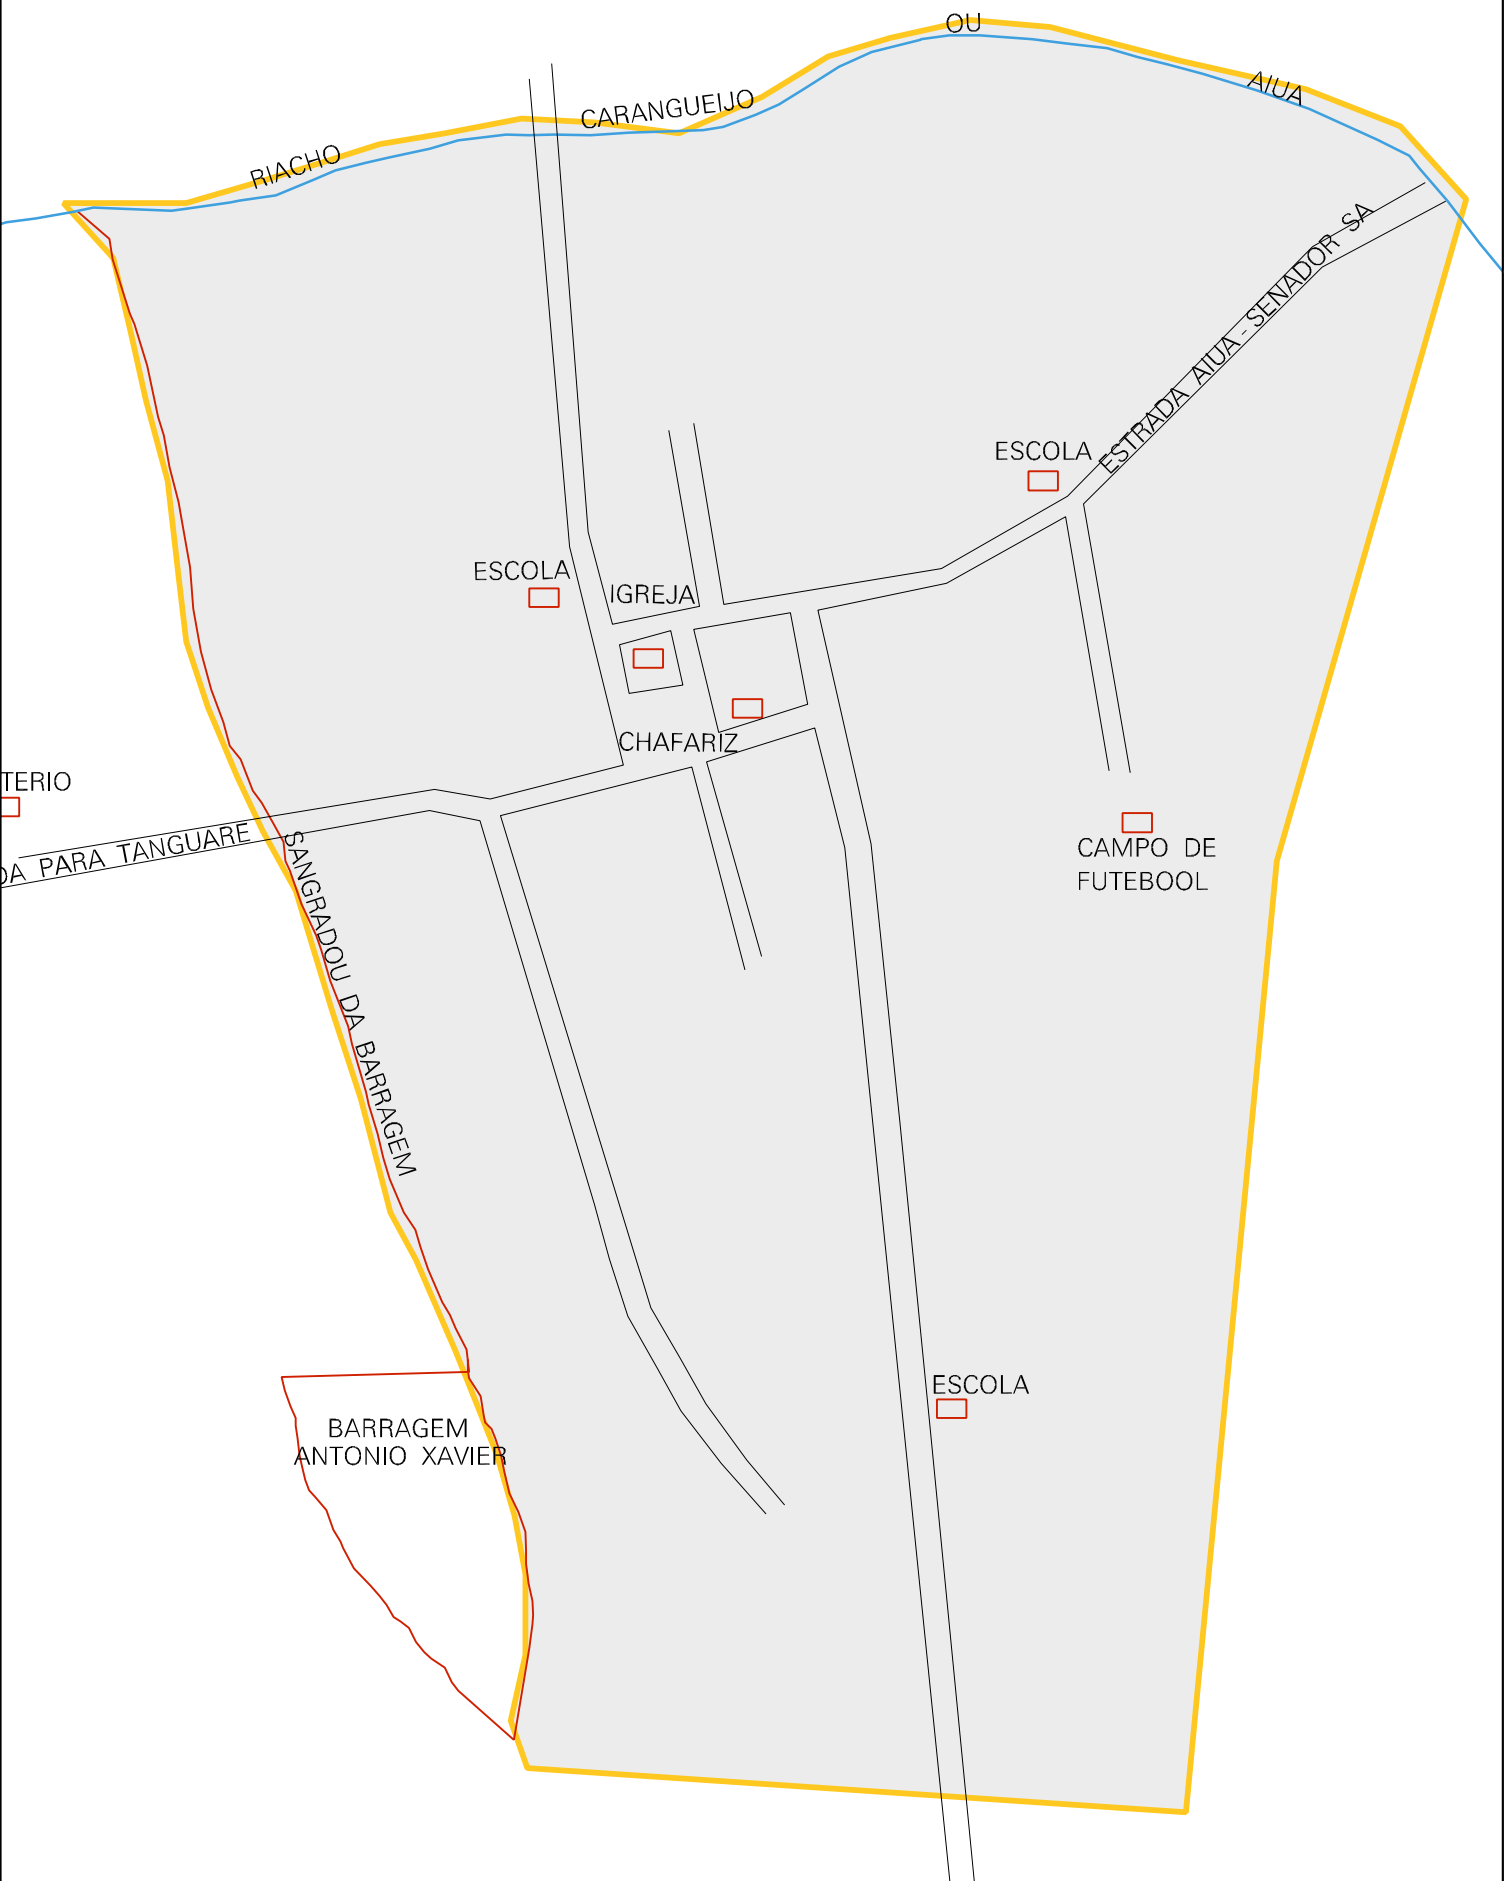 OU
AIUA
CARANGUEIJO
RIACHO
ESTRADA AIUA - SENADOR SA
ESCOLA
ESCOLA
IGREJA
CHAFARIZ
TERIO
DA PARA TANGUARE
CAMPO DE
FUTEBOOL
SANGRADOU DA BARRAGEM
ESCOLA
BARRAGEM
ANTONIO XAVIER